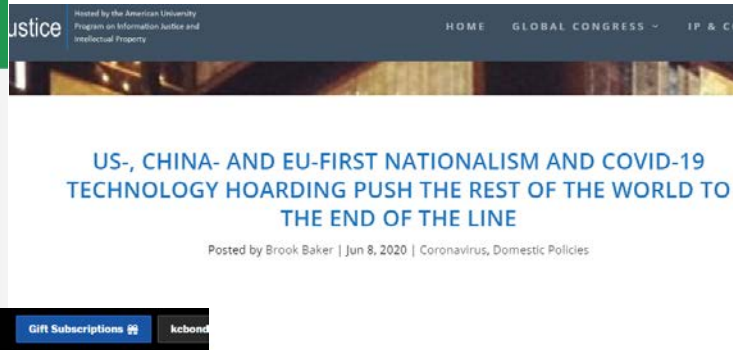 Hosted by the American University
ustice Program on Information Justice and
Intellectual Property
HOME GLOBAL CONGRESS IP & C
US-, CHINA- AND EU-FIRST NATIONALISM AND COVID-19
TECHNOLOGY HOARDING PUSH THE REST OF THE WORLD TO
THE END OF THE LINE
Posted by Brook Baker | Jun 8, 2020 | Coronavirus, Domestic Policies
Gift Subscriptions kcbond